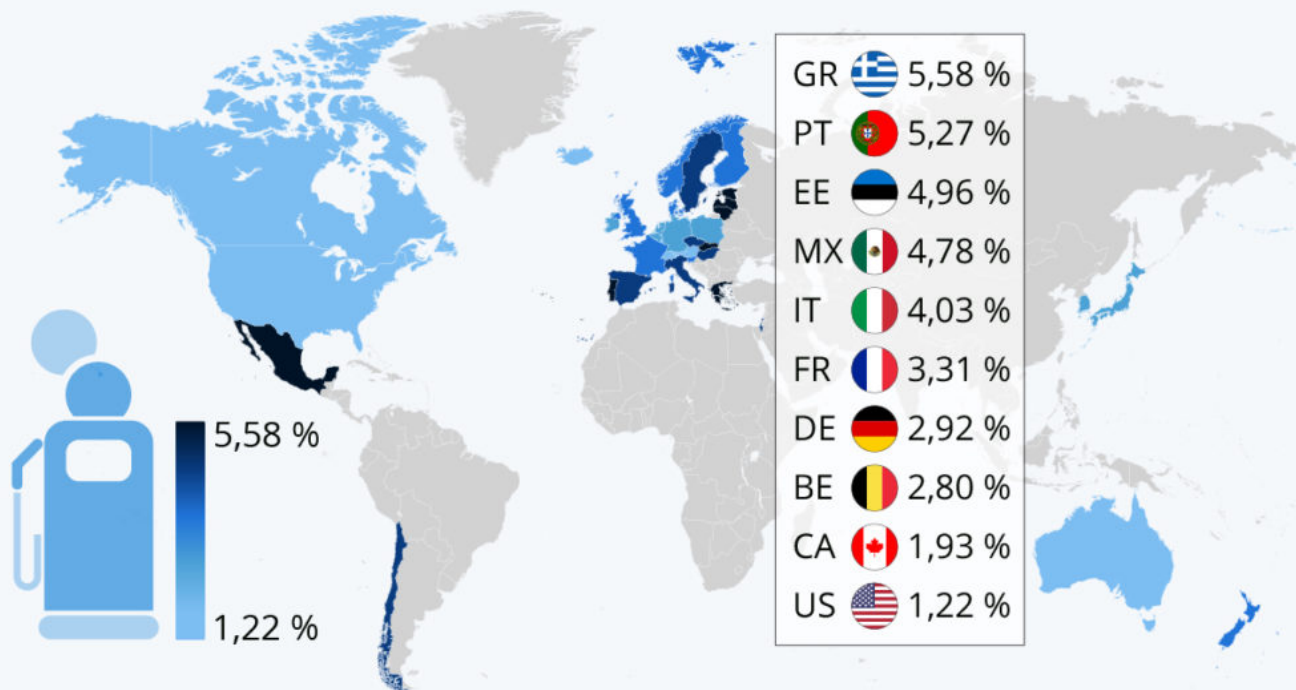 GR 5,58 %
PT 5,27 %
EE 4,96 %
MX 4,78 %
IT 4,03 %
FR 3,31 %
DE 2,92 %
BE 2,80 %
CA 1,93 %
US 1,22 %
5,58 %
1,22 %